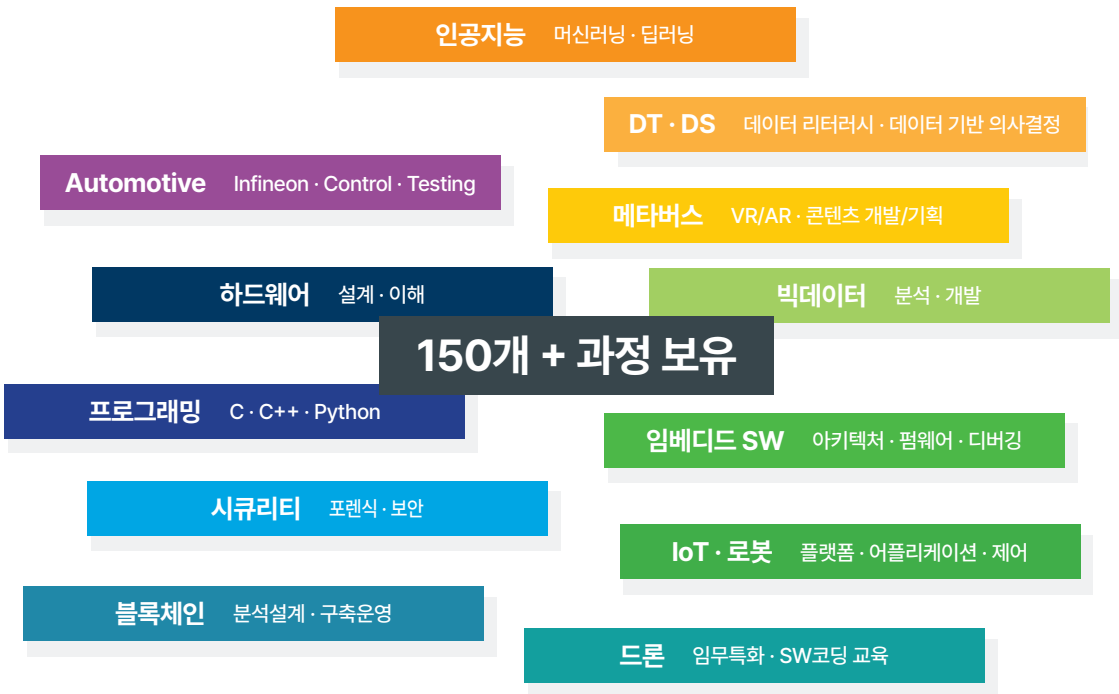 인공지능 머신러닝 · 딥러닝
DT · DS 데이터 리터러시 · 데이터 기반 의사결정
Automotive Infineon · Control · Testing
메타버스 VR/AR · 콘텐츠 개발/기획
하드웨어 설계 · 이해
빅데이터 분석 · 개발
150개 + 과정 보유
프로그래밍 C · C++ · Python
임베디드 SW 아키텍처 · 펌웨어 · 디버깅
시큐리티 포렌식 · 보안
IoT · 로봇 플랫폼 · 어플리케이션 · 제어
블록체인 분석설계 · 구축운영
드론 임무특화 · SW코딩 교육